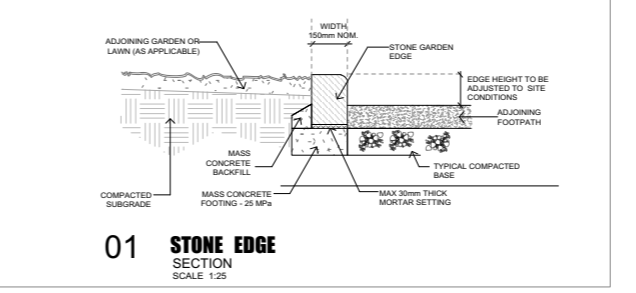 WIDTH
150mm NOM.
ADJOINING GARDEN OR
LAWN (AS APPLICABLE)
STONE GARDEN
EDGE
EDGE HEIGHT TO BE
ADJUSTED TO SITE
CONDITIONS
ADJOINING
FOOTPATH
MASS
CONCRETE
BACKFILL
TYPICAL COMPACTED
BASE
COMPACTED
SUBGRADE
MASS CONCRETE
FOOTING - 25 MPa
MAX 30mm THICK
MORTAR SETTING
01 STONE EDGE
SECTION
SCALE 1:25